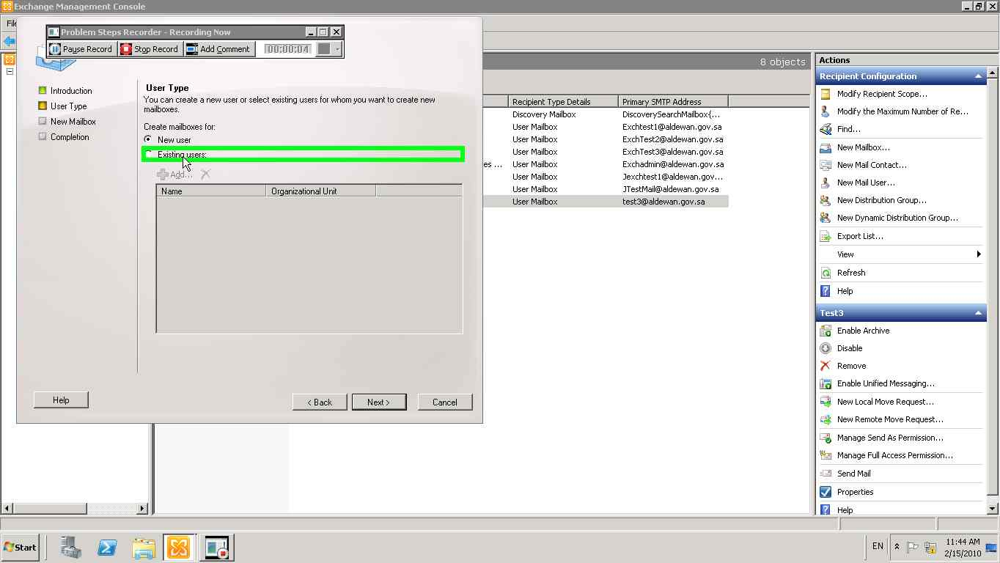 Exchange Management Console
File
Problem Steps Recorder - Recording Now
Pause Record
Stop Record
Add Comment
00:00:04
Introduction
User Type
New Mailbox
Completion
User Type
You can create a new user or select existing users for whom you want to create new
mailboxes.
Create mailboxes for:
New user
Existing users:
Add...
Name
Organizational Unit
Help
< Back
Next >
Cancel
8 objects
Recipient Type Details
Primary SMTP Address
Discovery Mailbox
DiscoverySearchMailbox{...
User Mailbox
Exchtest1@aldewan.gov.sa
User Mailbox
ExchTest2@aldewan.gov.sa
User Mailbox
ExchTest3@aldewan.gov.sa
es ...
User Mailbox
Exchadmin@aldewan.gov.sa
User Mailbox
Jexchtest1@aldewan.gov...
User Mailbox
JTestMail@aldewan.gov.sa
User Mailbox
test3@aldewan.gov.sa
Actions
Recipient Configuration
Modify Recipient Scope...
Modify the Maximum Number of Re...
Find...
New Mailbox...
New Mail Contact...
New Mail User...
New Distribution Group...
New Dynamic Distribution Group...
Export List...
View
Refresh
Help
Test3
Enable Archive
Disable
Remove
Enable Unified Messaging...
New Local Move Request...
New Remote Move Request...
Manage Send As Permission...
Manage Full Access Permission...
Send Mail
Properties
Help
Start
EN
11:44 AM
2/15/2010